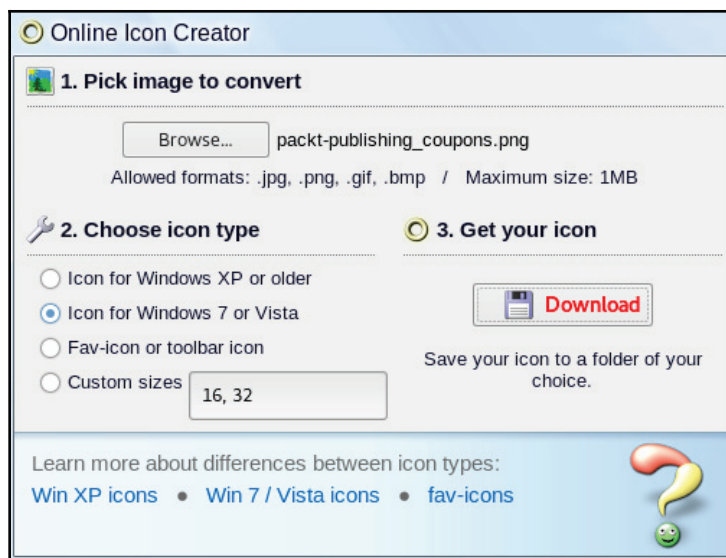 Online Icon Creator
1. Pick image to convert
Browse... packt-publishing_coupons.png
Allowed formats: .jpg, .png, .gif, .bmp / Maximum size: 1MB
2. Choose icon type
Icon for Windows XP or older
Icon for Windows 7 or Vista
Fav-icon or toolbar icon
Custom sizes 16, 32
3. Get your icon
Download
Save your icon to a folder of your
choice.
Learn more about differences between icon types:
Win XP icons ● Win 7 / Vista icons ● fav-icons